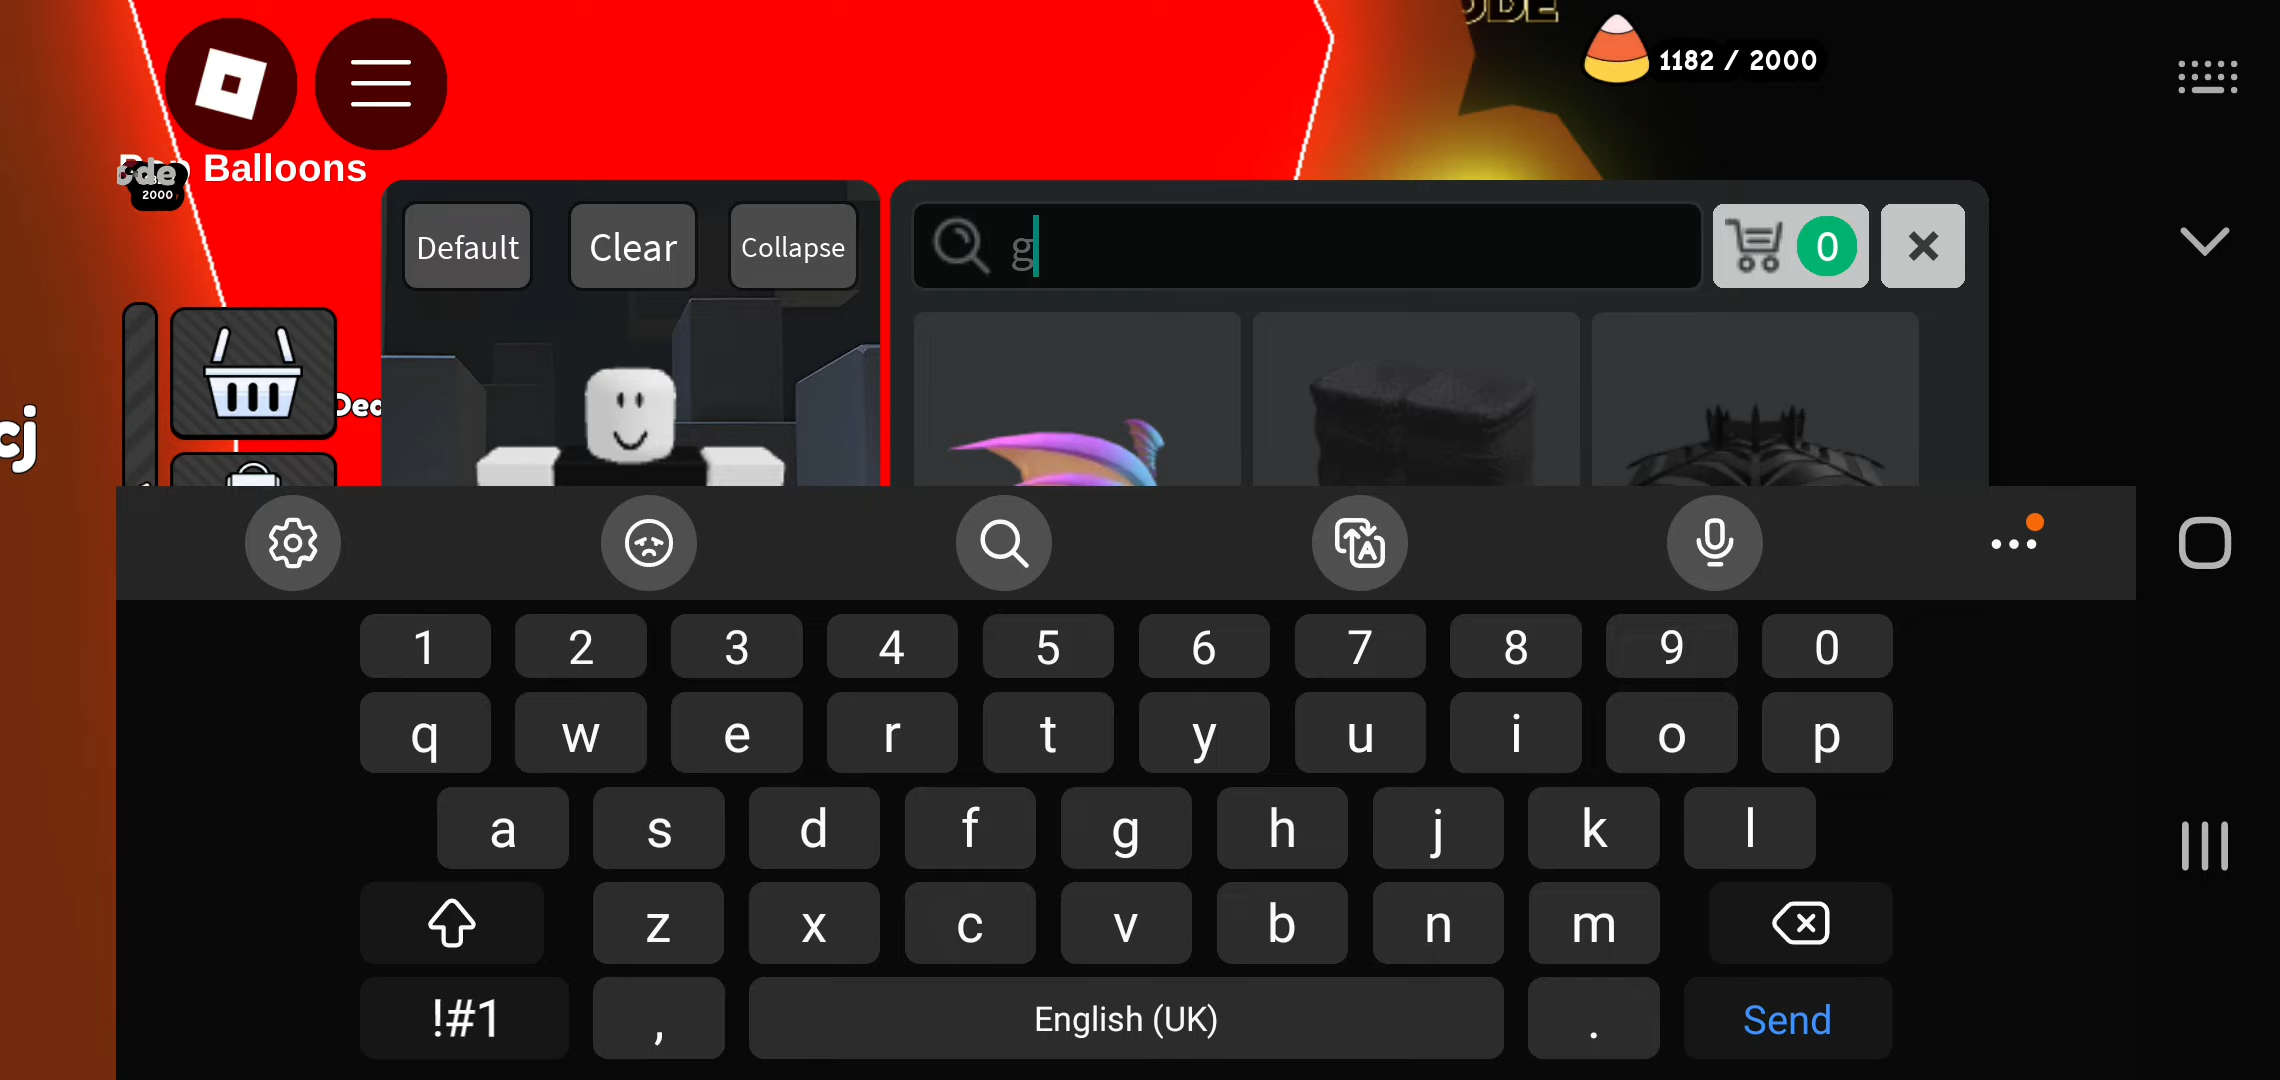 1182 / 2000
Balloons
2000
Default
Clear
Collapse
g
0
cj
1 2 3 4 5 6 7 8 9 0
q w e r t y u i o p
a s d f g h j k l
z x c v b n m
!#1 , English (UK) . Send